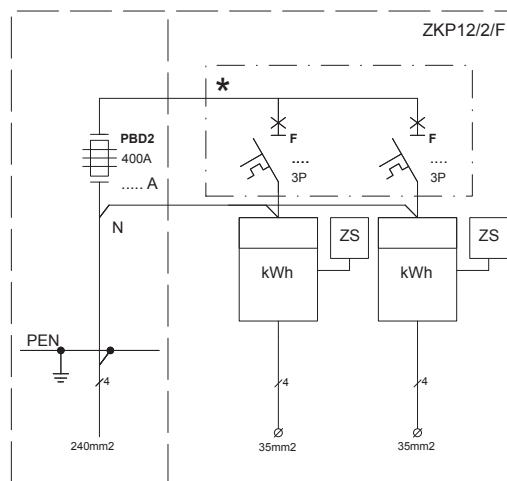 ZKP12/2/F
*
PBD2
400A
..... A
F
....
3P
F
....
3P
N
kWh
ZS
kWh
ZS
PEN
4
4
4
240mm2
35mm2
35mm2